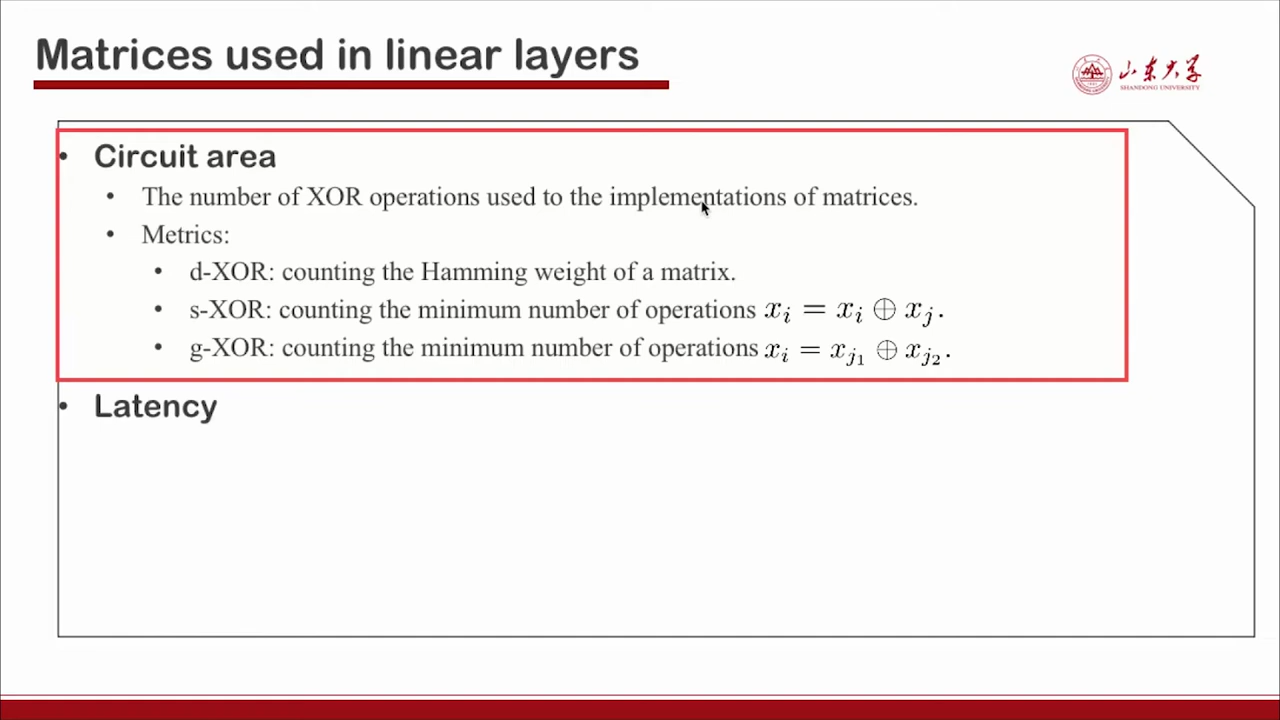 Matrices used in linear layers
山东大学
SHANDONG UNIVERSITY
• Circuit area
• The number of XOR operations used to the implementations of matrices.
• Metrics:
• d-XOR: counting the Hamming weight of a matrix.
• s-XOR: counting the minimum number of operations $x_i = x_i \oplus x_j$.
• g-XOR: counting the minimum number of operations $x_i = x_{j_1} \oplus x_{j_2}$.
• Latency